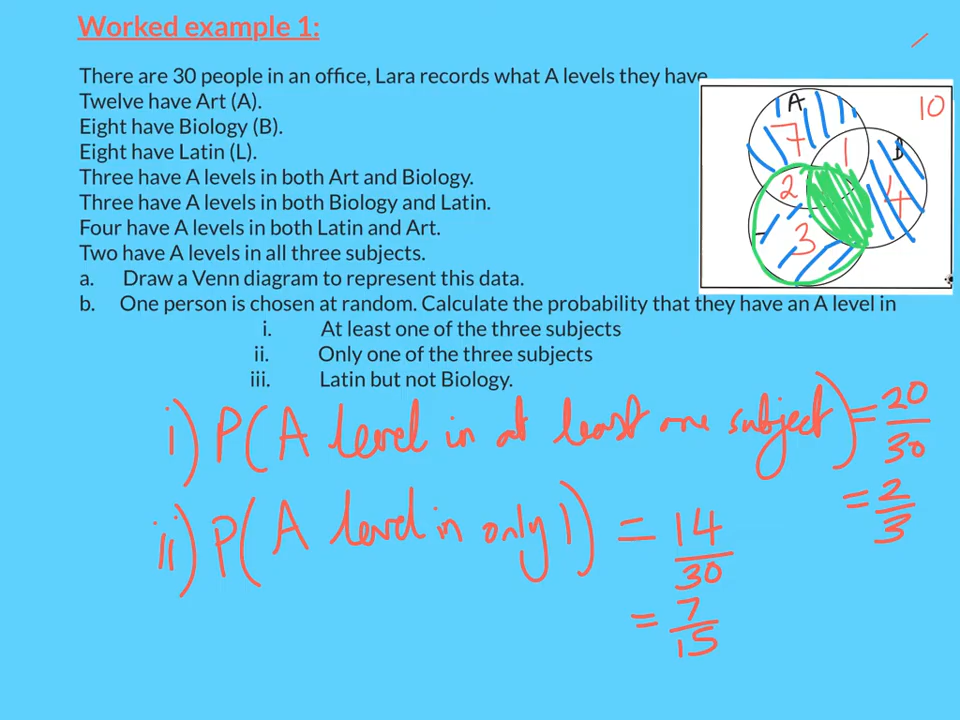 Worked example 1:
There are 30 people in an office, Lara records what A levels they have
Twelve have Art (A).
Eight have Biology (B).
Eight have Latin (L).
Three have A levels in both Art and Biology.
Three have A levels in both Biology and Latin.
Four have A levels in both Latin and Art.
Two have A levels in all three subjects.
a. Draw a Venn diagram to represent this data.
b. One person is chosen at random. Calculate the probability that they have an A level in
i. At least one of the three subjects
ii. Only one of the three subjects
iii. Latin but not Biology.
A
10
7
1
B
2
4
3
i) P(A level in at least one subject) = 20/30
= 2/3
ii) P(A level in only 1) = 14/30
= 7/15